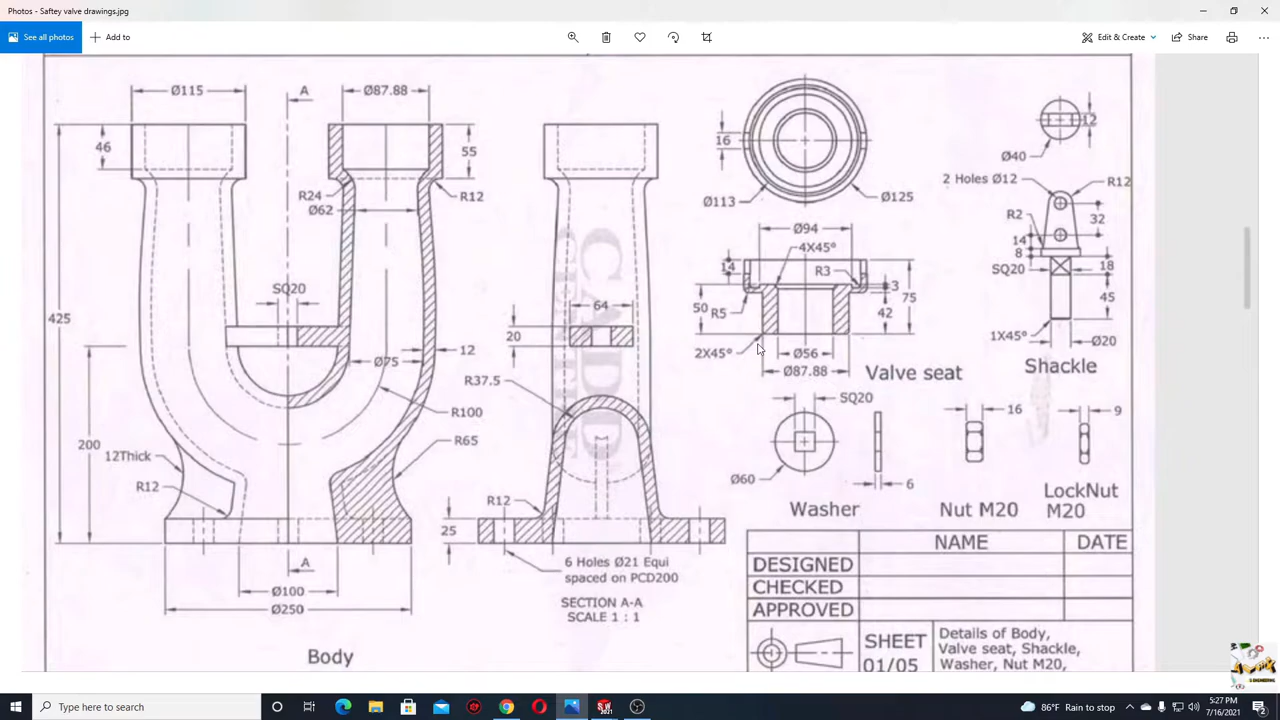 Photos - Saftey valve drawings.jpg
See all photos
Add to
Edit & Create
Share
Ø115
A
Ø87.88
46
55
R24
R12
Ø62
425
SQ20
Ø75
12
R100
R65
200
12Thick
R12
A
Ø100
Ø250
Body
64
20
R37.5
R12
25
6 Holes Ø21 Equi
spaced on PCD200
SECTION A-A
SCALE 1 : 1
CADD
16
Ø113
Ø125
Ø94
4X45°
14
R3
3
75
50
R5
42
2X45°
Ø56
Ø87.88
Valve seat
12
Ø40
2 Holes Ø12
R12
R2
32
14
8
SQ20
18
45
1X45°
Ø20
Shackle
SQ20
Ø60
6
Washer
16
Nut M20
9
LockNut
M20
NAME
DATE
DESIGNED
CHECKED
APPROVED
SHEET
01/05
Details of Body,
Valve seat, Shackle,
Washer, Nut M20,
Type here to search
86°F Rain to stop
5:27 PM
7/16/2021